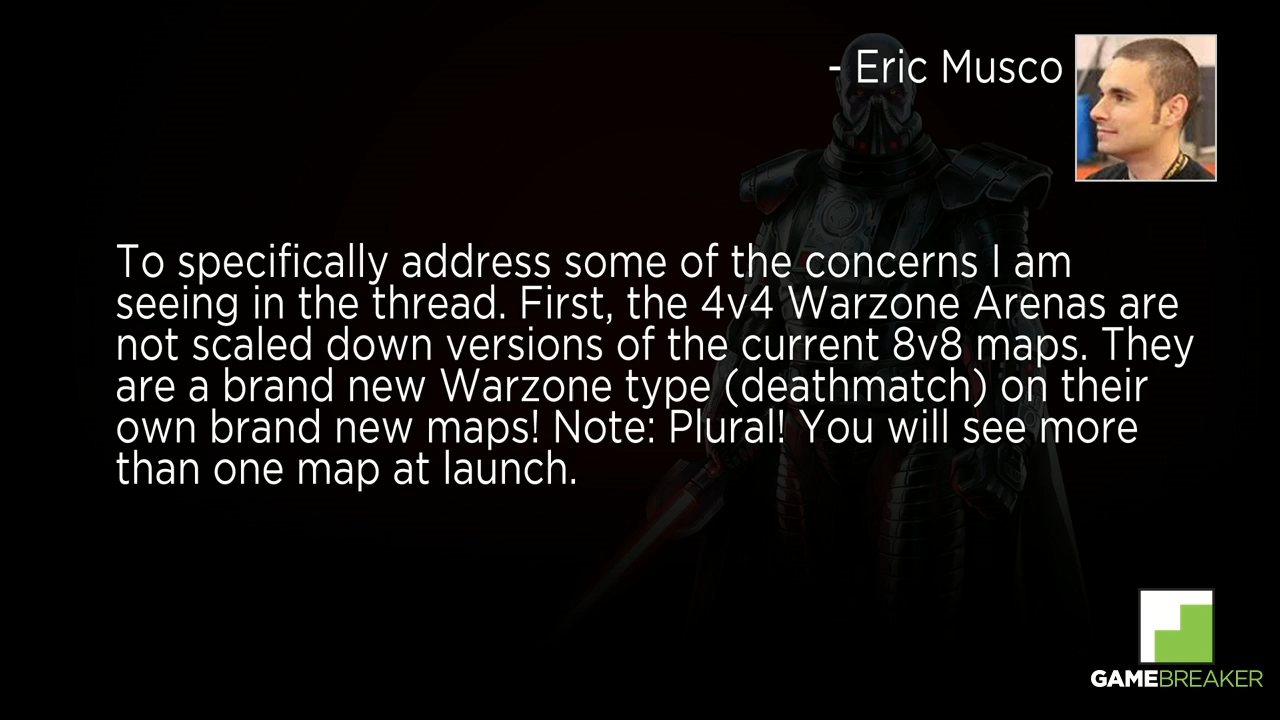 - Eric Musco
To specifically address some of the concerns I am
seeing in the thread. First, the 4v4 Warzone Arenas are
not scaled down versions of the current 8v8 maps. They
are a brand new Warzone type (deathmatch) on their
own brand new maps! Note: Plural! You will see more
than one map at launch.
GAMEBREAKER